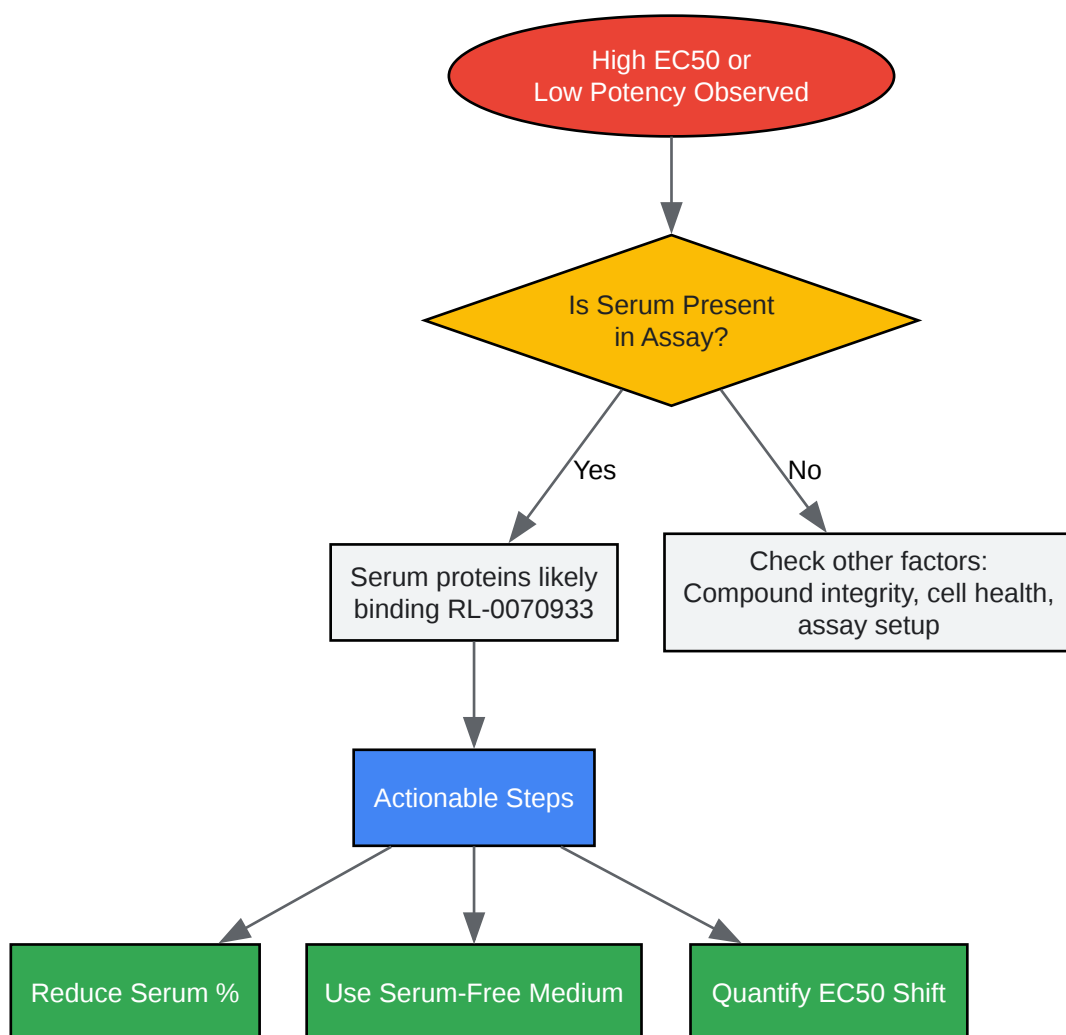 High EC50 or
Low Potency Observed
Is Serum Present
in Assay?
Yes
No
Serum proteins likely
binding RL-0070933
Check other factors:
Compound integrity, cell health,
assay setup
Actionable Steps
Reduce Serum %
Use Serum-Free Medium
Quantify EC50 Shift